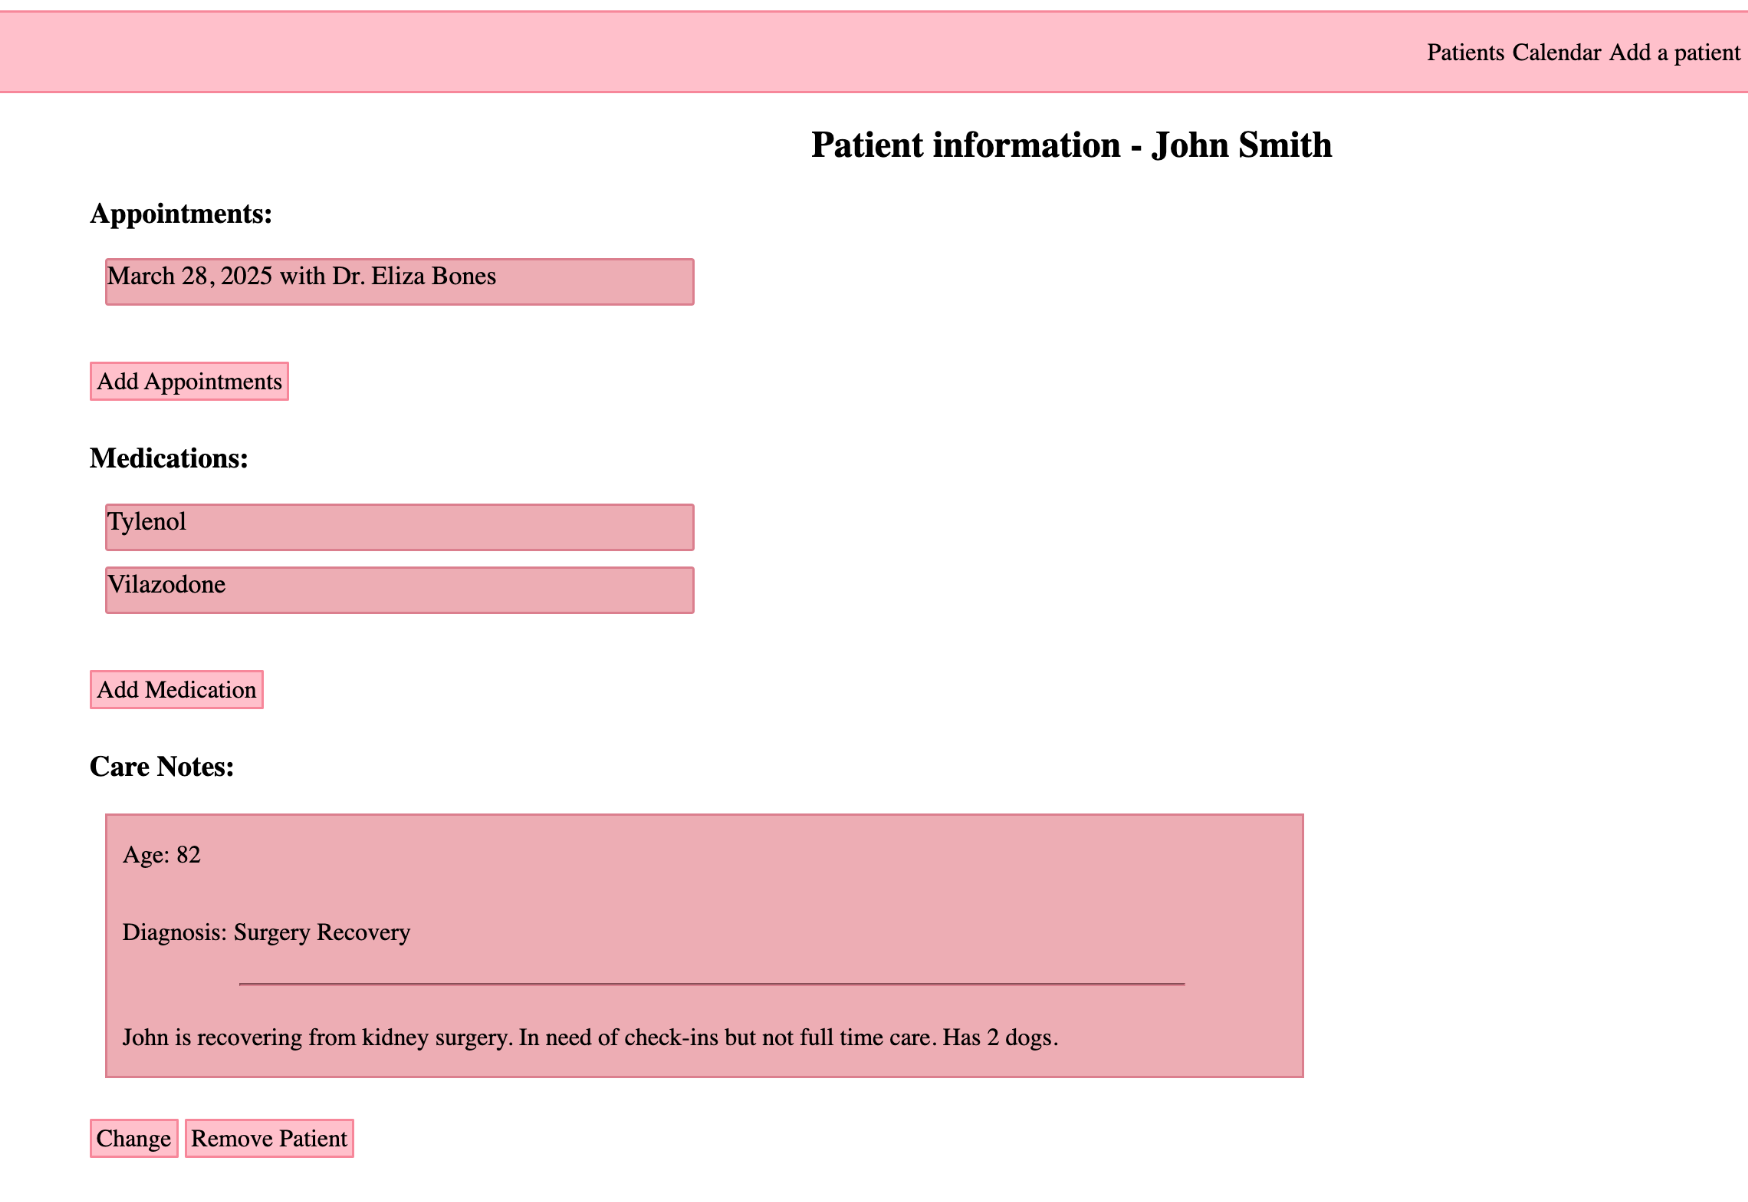 Patients Calendar Add a patient
Patient information - John Smith
Appointments:
March 28, 2025 with Dr. Eliza Bones
Add Appointments
Medications:
Tylenol
Vilazodone
Add Medication
Care Notes:
Age: 82
Diagnosis: Surgery Recovery
John is recovering from kidney surgery. In need of check-ins but not full time care. Has 2 dogs.
Change Remove Patient